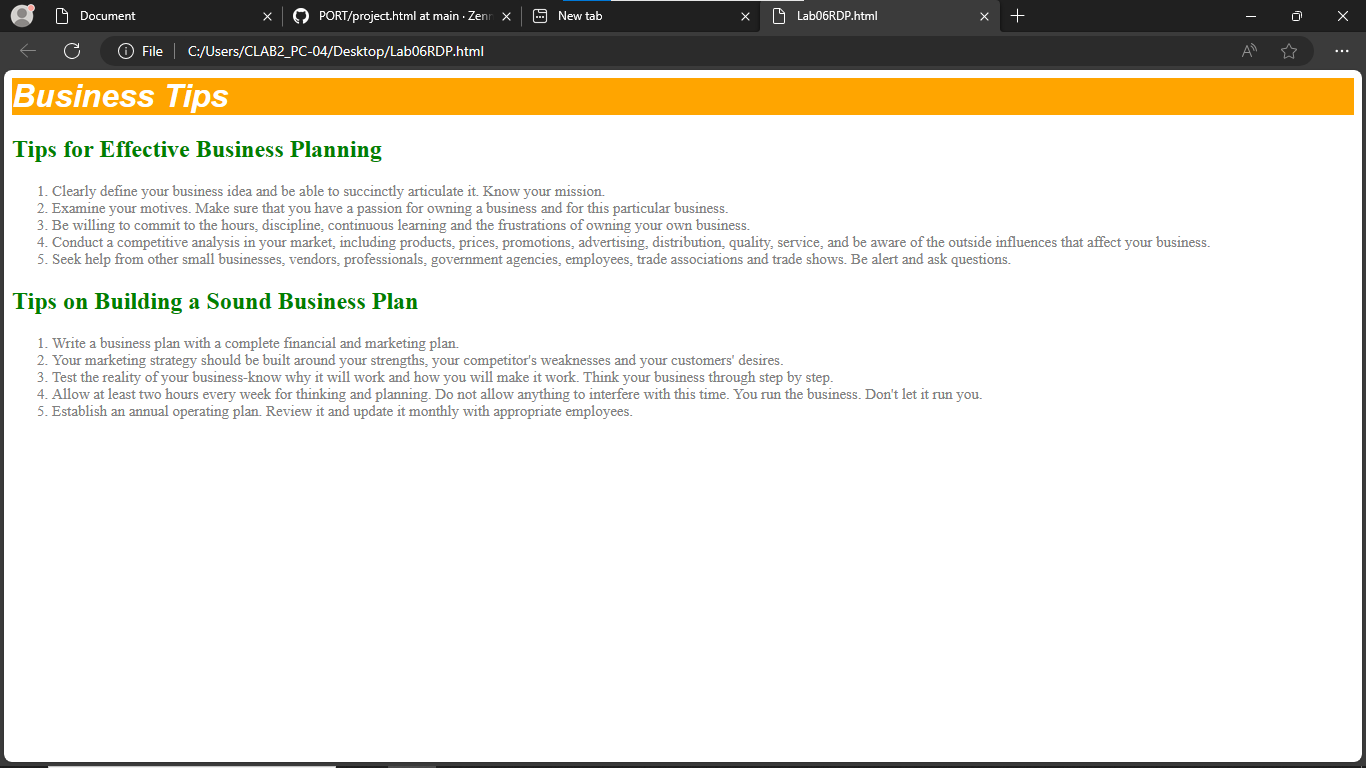 Document
PORT/project.html at main · Zenn
New tab
Lab06RDP.html
File
C:/Users/CLAB2_PC-04/Desktop/Lab06RDP.html
Business Tips
Tips for Effective Business Planning
1. Clearly define your business idea and be able to succinctly articulate it. Know your mission.
2. Examine your motives. Make sure that you have a passion for owning a business and for this particular business.
3. Be willing to commit to the hours, discipline, continuous learning and the frustrations of owning your own business.
4. Conduct a competitive analysis in your market, including products, prices, promotions, advertising, distribution, quality, service, and be aware of the outside influences that affect your business.
5. Seek help from other small businesses, vendors, professionals, government agencies, employees, trade associations and trade shows. Be alert and ask questions.
Tips on Building a Sound Business Plan
1. Write a business plan with a complete financial and marketing plan.
2. Your marketing strategy should be built around your strengths, your competitor's weaknesses and your customers' desires.
3. Test the reality of your business-know why it will work and how you will make it work. Think your business through step by step.
4. Allow at least two hours every week for thinking and planning. Do not allow anything to interfere with this time. You run the business. Don't let it run you.
5. Establish an annual operating plan. Review it and update it monthly with appropriate employees.